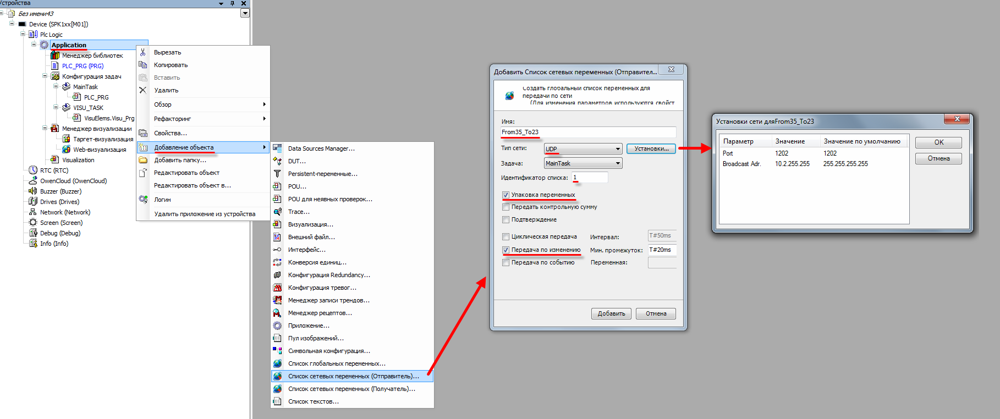 Устройства
Без имени43
Device (SPK1xx[M01])
Plc Logic
Application
Менеджер библиотек
PLC_PRG (PRG)
Конфигурация задач
MainTask
PLC_PRG
VISU_TASK
VisuElems.Visu_Prg
Менеджер визуализации
Таргет-визуализация
Web-визуализация
Visualization
RTC (RTC)
OwenCloud (OwenCloud)
Buzzer (Buzzer)
Drives (Drives)
Network (Network)
Screen (Screen)
Debug (Debug)
Info (Info)
Вырезать
Копировать
Вставить
Удалить
Обзор
Рефакторинг
Свойства...
Добавление объекта
Добавить папку...
Редактировать объект
Редактировать объект в...
Логин
Удалить приложение из устройства
Data Sources Manager...
DUT...
Persistent-переменные...
POU...
POU для неявных проверок...
Trace...
Визуализация...
Внешний файл...
Интерфейс...
Конверсия единиц...
Конфигурация Redundancy...
Конфигурация тревог...
Менеджер записи трендов...
Менеджер рецептов...
Приложение...
Пул изображений...
Символьная конфигурация...
Список глобальных переменных...
Список сетевых переменных (Отправитель)...
Список сетевых переменных (Получатель)...
Список текстов...
Добавить Список сетевых переменных (Отправител...
Создать глобальный список переменных для
передачи по сети
(Для изменения параметров используются свойст
Имя:
From35_To23
Тип сети: UDP Установки...
Задача: MainTask
Идентификатор списка: 1
Упаковка переменных
Передать контрольную сумму
Подтверждение
Циклическая передача Интервал: T#50ms
Передача по изменению Мин. промежуток: T#20ms
Передача по событию Переменная:
Добавить Отмена
Установки сети дляFrom35_To23
Параметр Значение Значение по умолчанию
Port 1202 1202
Broadcast Adr. 10.2.255.255 255.255.255.255
OK
Отмена